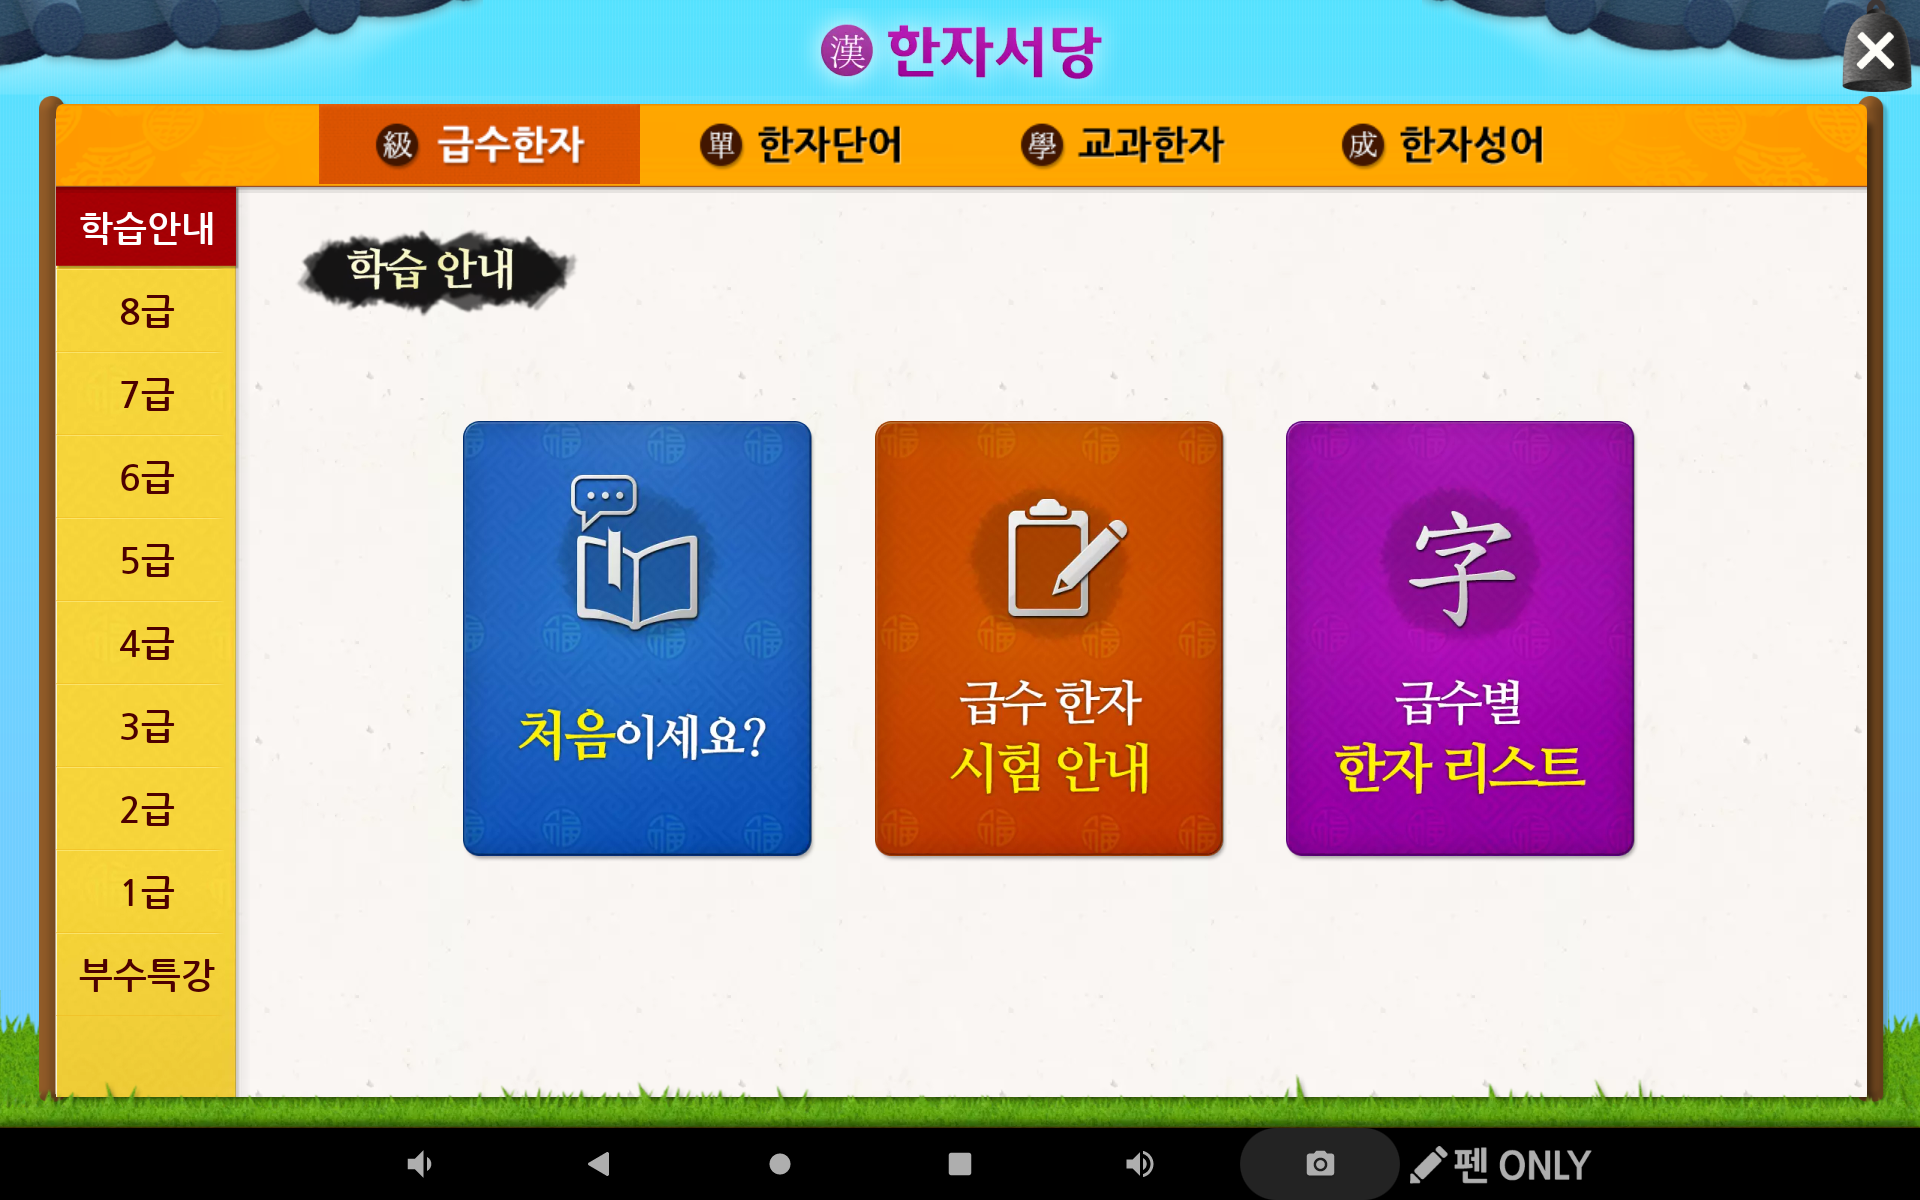 漢 한자서당
級 급수한자
單 한자단어
學 교과한자
成 한자성어
학습안내
8급
7급
6급
5급
4급
3급
2급
1급
부수특강
학습 안내
처음이세요?
급수 한자
시험 안내
字
급수별
한자 리스트
펜 ONLY